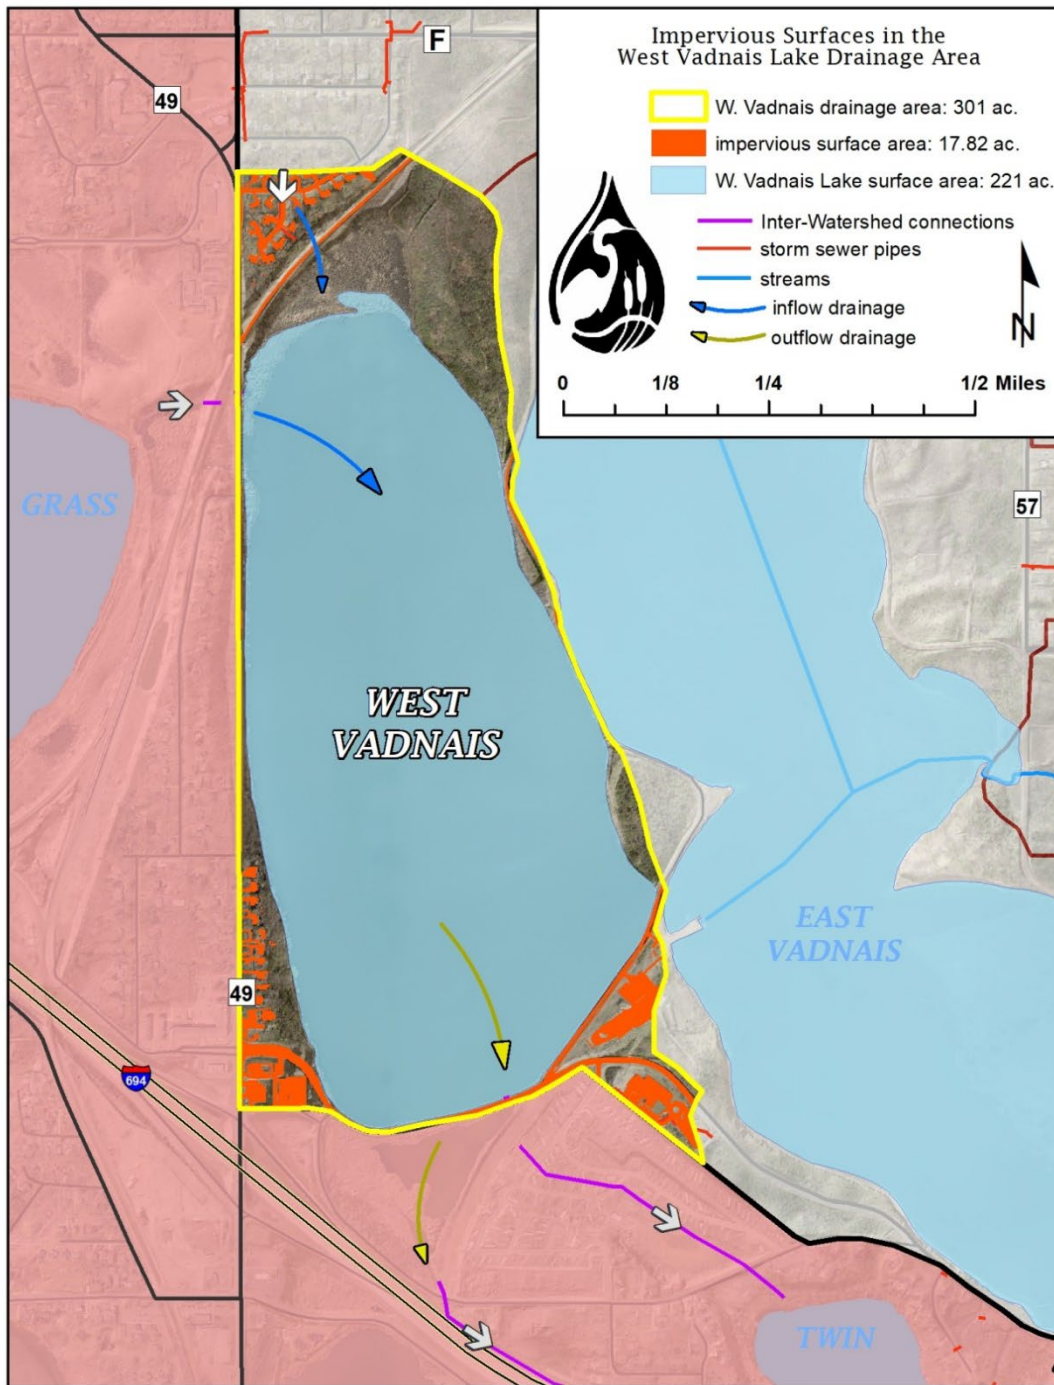 Impervious Surfaces in the
West Vadnais Lake Drainage Area
W. Vadnais drainage area: 301 ac.
impervious surface area: 17.82 ac.
W. Vadnais Lake surface area: 221 ac.
Inter-Watershed connections
storm sewer pipes
streams
inflow drainage
outflow drainage
N
0 1/8 1/4 1/2 Miles
F
49
GRASS
57
WEST
VADNAIS
EAST
VADNAIS
49
694
TWIN